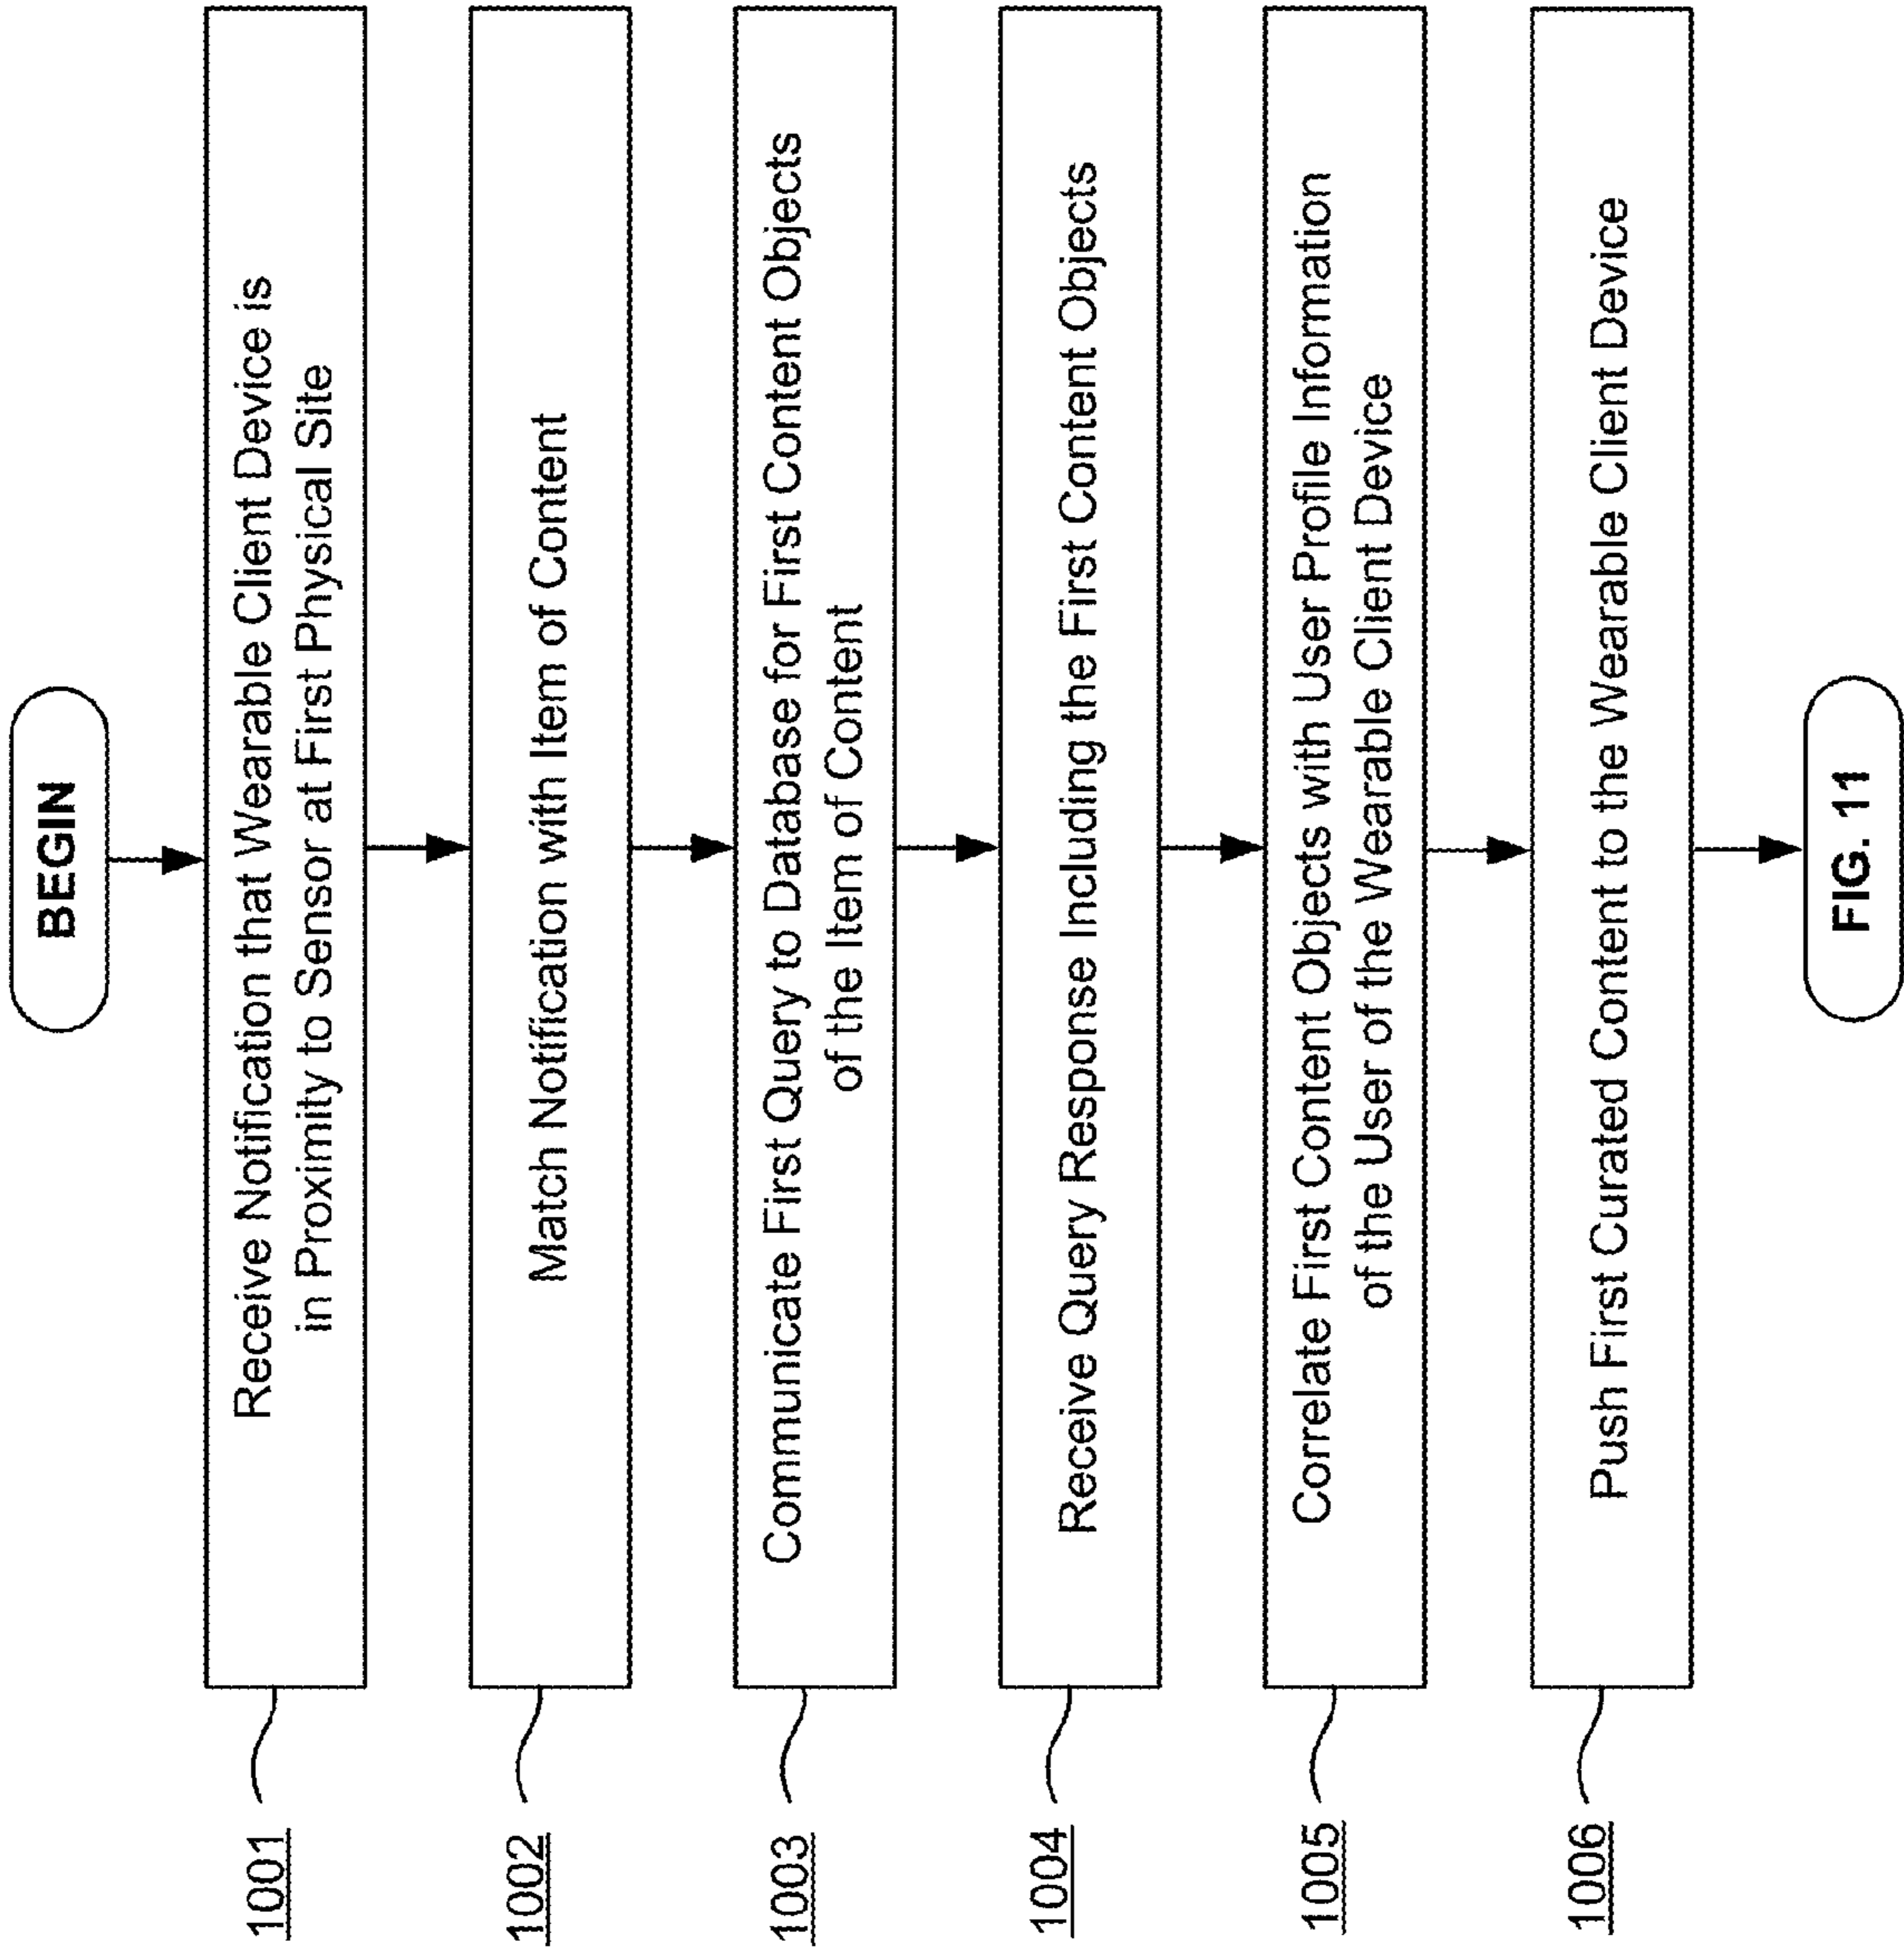 BEGIN
1001
Receive Notification that Wearable Client Device is
in Proximity to Sensor at First Physical Site
1002
Match Notification with Item of Content
1003
Communicate First Query to Database for First Content Objects
of the Item of Content
1004
Receive Query Response Including the First Content Objects
1005
Correlate First Content Objects with User Profile Information
of the User of the Wearable Client Device
1006
Push First Curated Content to the Wearable Client Device
FIG. 11